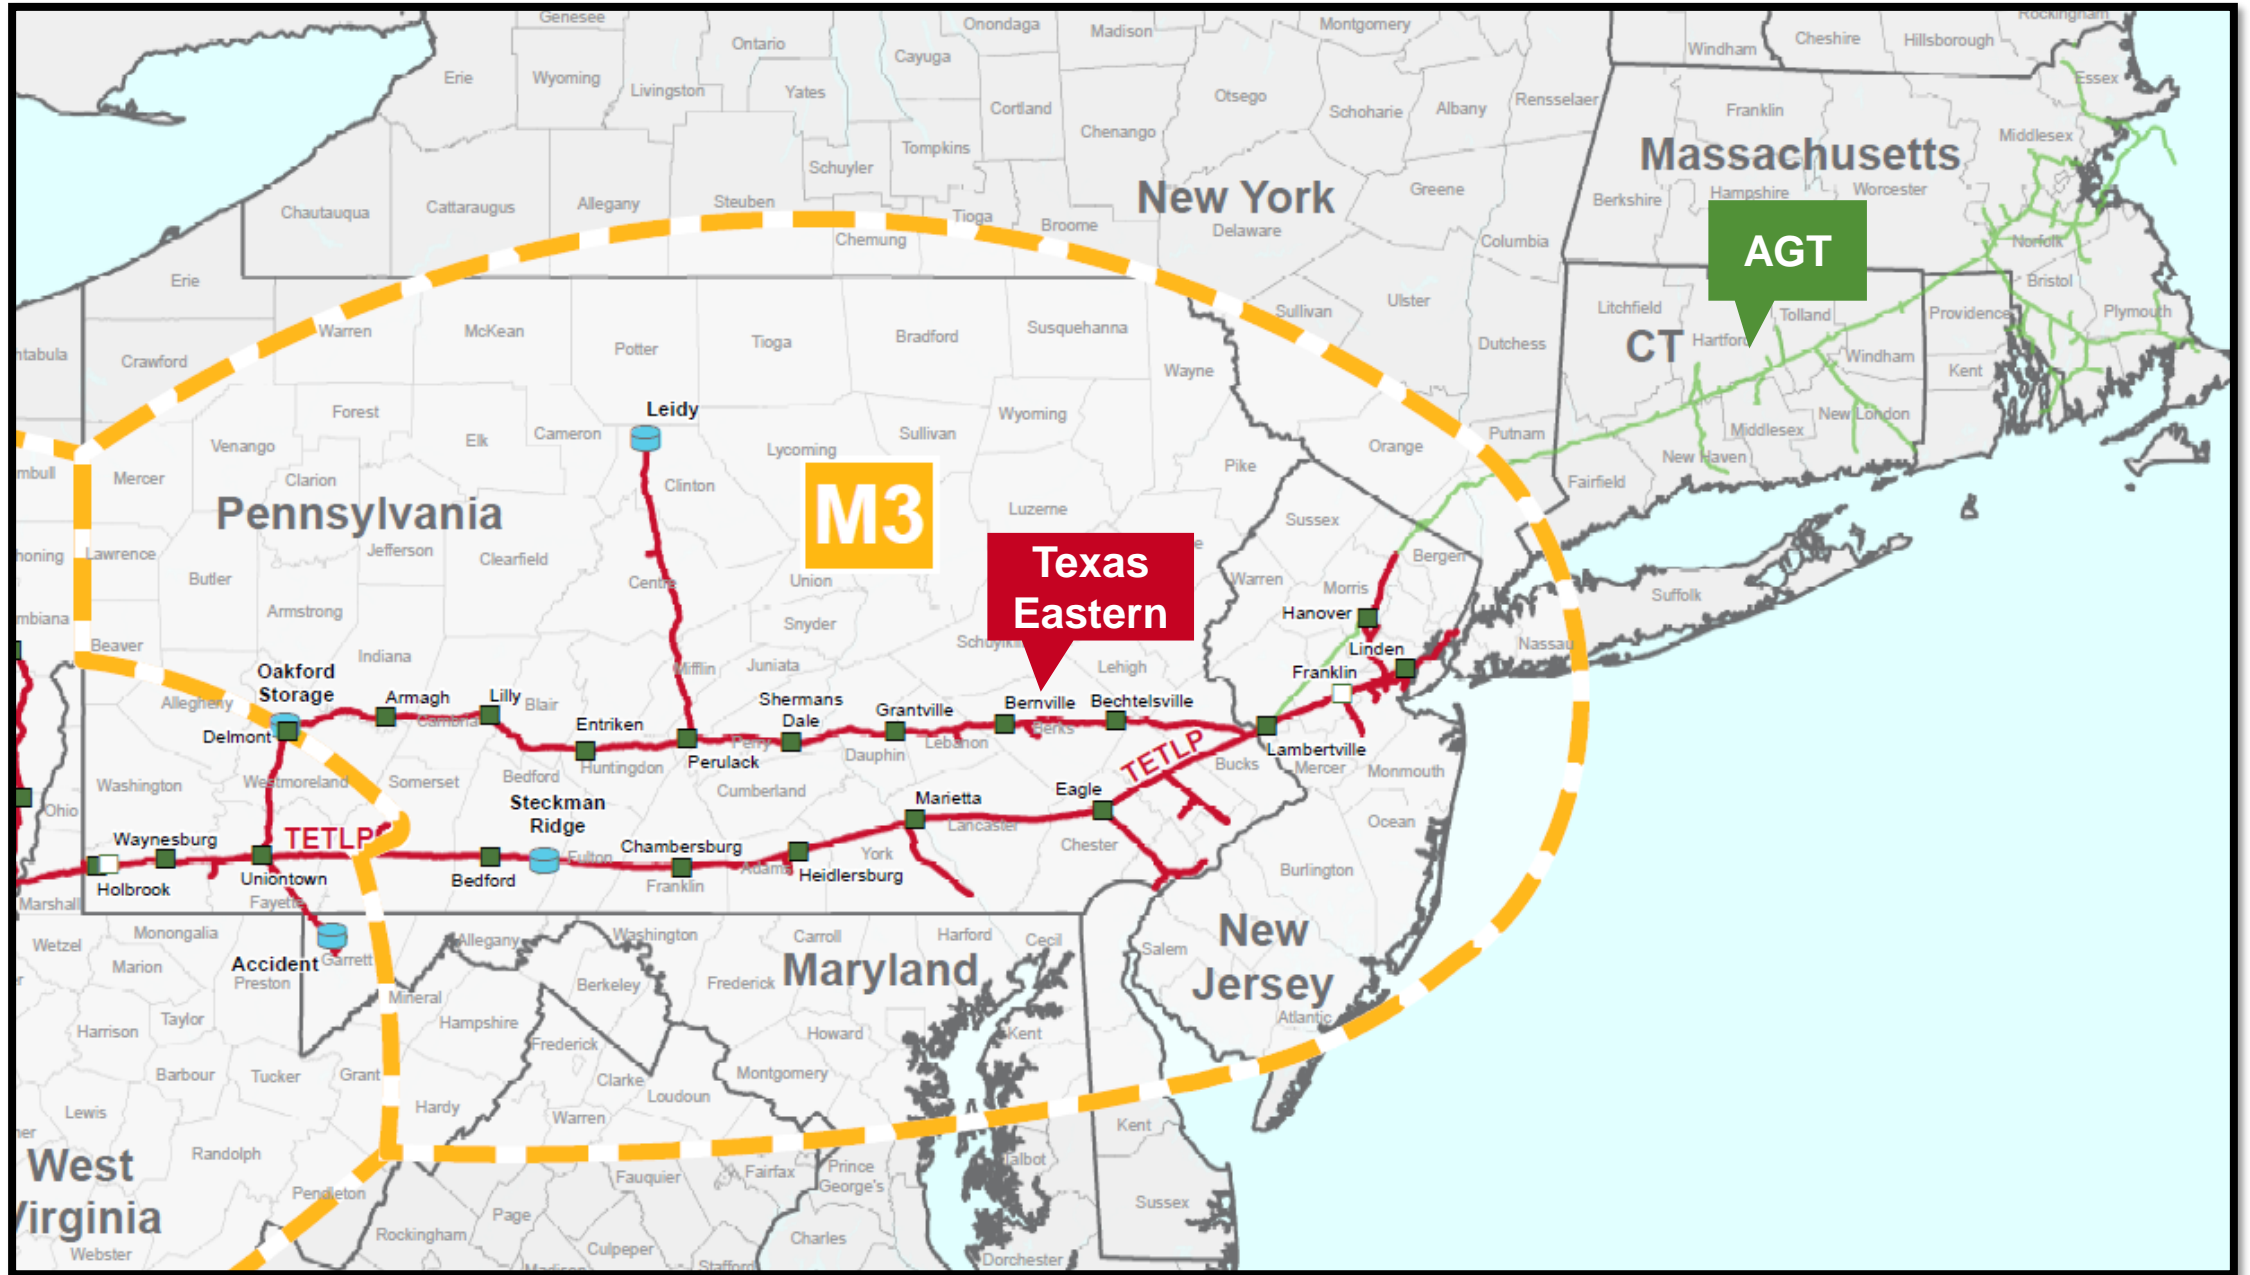 Genesee
Onondaga
Madison
Montgomery
Rockingham
Ontario
Cayuga
Windham
Cheshire
Hillsborough
Erie
Wyoming
Livingston
Yates
Cortland
Otsego
Schoharie
Albany
Rensselaer
Essex
Franklin
Chenango
Middlesex
Massachusetts
Tompkins
Schuyler
New York
Greene
Berkshire
Hampshire
Worcester
Chautauqua
Cattaraugus
Allegany
Steuben
Tioga
Broome
Delaware
Chemung
Columbia
Norfolk
AGT
Erie
Bristol
Sullivan
Ulster
Litchfield
Tolland
Providence
Plymouth
Warren
McKean
Potter
Tioga
Bradford
Susquehanna
Dutchess
CT
Hartford
Windham
Crawford
Wayne
Kent
Forest
Leidy
Wyoming
New London
Venango
Elk
Cameron
Sullivan
Lycoming
Orange
Putnam
Middlesex
New Haven
Mercer
Clarion
Clinton
Pike
Fairfield
Pennsylvania
M3
Luzerne
Sussex
Lawrence
Jefferson
Clearfield
Texas
Eastern
Bergen
Butler
Centre
Union
Warren
Morris
Suffolk
Armstrong
Snyder
Hanover
Beaver
Indiana
Mifflin
Juniata
Lehigh
Linden
Nassau
Oakford
Storage
Franklin
Allegheny
Armagh
Lilly
Blair
Shermans
Dale
Grantville
Bernville
Bechtelsville
Delmont
Cambria
Entriken
Perry
Dauphin
Lebanon
Berks
TETLP
Lambertville
Perulack
Huntingdon
Bucks
Mercer
Monmouth
Washington
Westmoreland
Somerset
Bedford
Cumberland
Ohio
Steckman
Ridge
Marietta
Eagle
Lancaster
Ocean
Waynesburg
TETLP
Fulton
Chambersburg
York
Chester
Holbrook
Uniontown
Bedford
Franklin
Adams
Heidlersburg
Burlington
Marshall
Fayette
Wetzel
Monongalia
Allegany
Washington
Carroll
Harford
Cecil
Salem
New
Jersey
Marion
Accident
Garrett
Preston
Mineral
Berkeley
Frederick
Maryland
Atlantic
Harrison
Taylor
Hampshire
Frederick
Howard
Kent
Barbour
Tucker
Grant
Clarke
Montgomery
Lewis
Hardy
Loudoun
Warren
Kent
Randolph
West
Virginia
Pendleton
Fauquier
Fairfax
Prince
George's
Talbot
Page
Sussex
Rockingham
Culpeper
Charles
Webster
Madison
Stafford
Dorchester